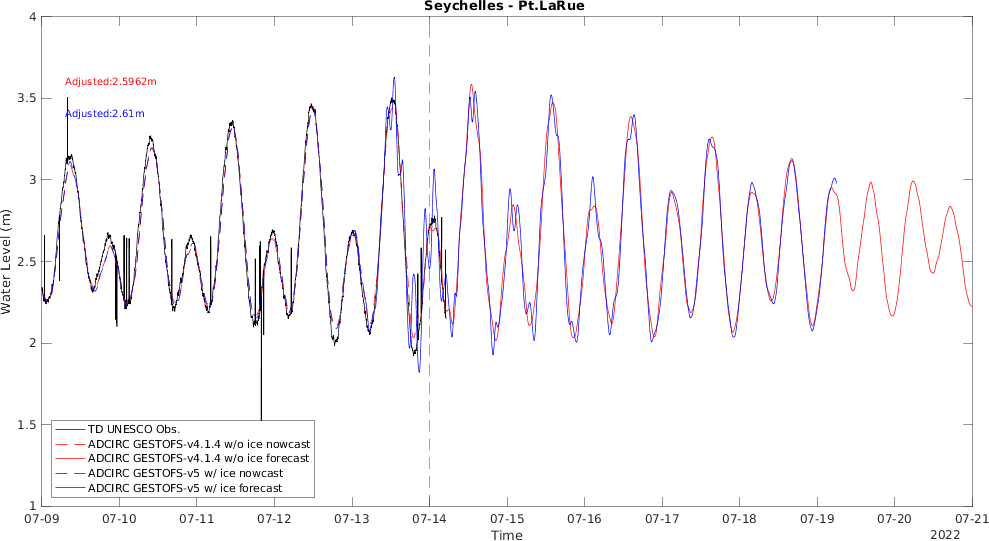 Seychelles - Pt.LaRue
4
Adjusted:2.5962m
3.5
Adjusted:2.61m
3
2.5
2
1.5
1
Water Level (m)
TD UNESCO Obs.
ADCIRC GESTOFS-v4.1.4 w/o ice nowcast
ADCIRC GESTOFS-v4.1.4 w/o ice forecast
ADCIRC GESTOFS-v5 w/ ice nowcast
ADCIRC GESTOFS-v5 w/ ice forecast
07-09 07-10 07-11 07-12 07-13 07-14 07-15 07-16 07-17 07-18 07-19 07-20 07-21
Time
2022